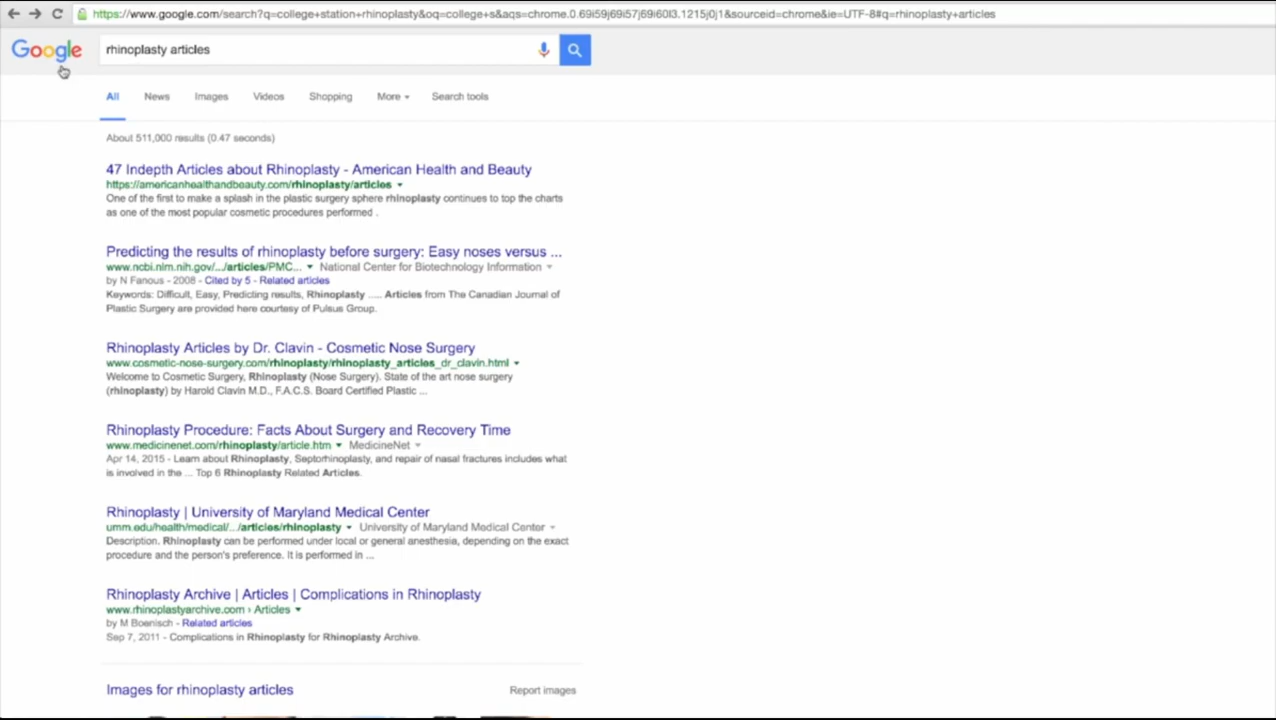 https://www.google.com/search?q=college+station+rhinoplasty&oq=college+s&aqs=chrome.0.69i59j69i57j69i60l3.1215j0j1&sourceid=chrome&ie=UTF-8#q=rhinoplasty+articles
Google rhinoplasty articles
All News Images Videos Shopping More Search tools
About 511,000 results (0.47 seconds)
47 Indepth Articles about Rhinoplasty - American Health and Beauty
https://americanhealthandbeauty.com/rhinoplasty/articles
One of the first to make a splash in the plastic surgery sphere rhinoplasty continues to top the charts
as one of the most popular cosmetic procedures performed .
Predicting the results of rhinoplasty before surgery: Easy noses versus ...
www.ncbi.nlm.nih.gov/.../articles/PMC... National Center for Biotechnology Information
by N Fanous - 2008 - Cited by 5 - Related articles
Keywords: Difficult, Easy, Predicting results, Rhinoplasty ..... Articles from The Canadian Journal of
Plastic Surgery are provided here courtesy of Pulsus Group.
Rhinoplasty Articles by Dr. Clavin - Cosmetic Nose Surgery
www.cosmetic-nose-surgery.com/rhinoplasty/rhinoplasty_articles_dr_clavin.html
Welcome to Cosmetic Surgery, Rhinoplasty (Nose Surgery). State of the art nose surgery
(rhinoplasty) by Harold Clavin M.D., F.A.C.S. Board Certified Plastic ...
Rhinoplasty Procedure: Facts About Surgery and Recovery Time
www.medicinenet.com/rhinoplasty/article.htm MedicineNet
Apr 14, 2015 - Learn about Rhinoplasty, Septorhinoplasty, and repair of nasal fractures includes what
is involved in the ... Top 6 Rhinoplasty Related Articles.
Rhinoplasty | University of Maryland Medical Center
umm.edu/health/medical/.../articles/rhinoplasty University of Maryland Medical Center
Description. Rhinoplasty can be performed under local or general anesthesia, depending on the exact
procedure and the person's preference. It is performed in ...
Rhinoplasty Archive | Articles | Complications in Rhinoplasty
www.rhinoplastyarchive.com › Articles
by M Boenisch - Related articles
Sep 7, 2011 - Complications in Rhinoplasty for Rhinoplasty Archive.
Images for rhinoplasty articles Report images